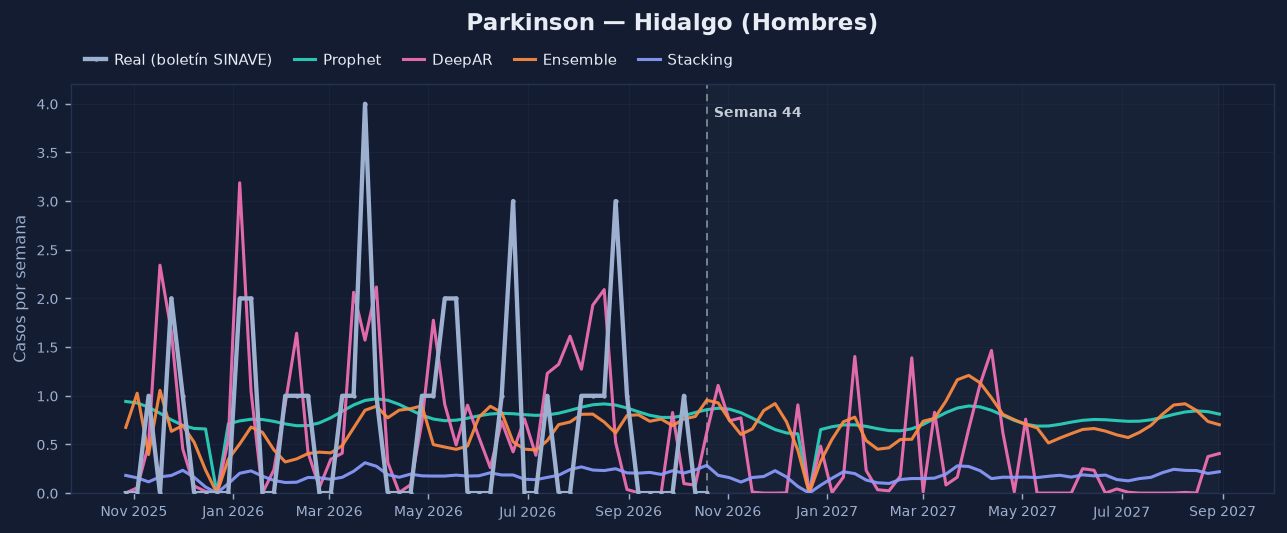 Parkinson — Hidalgo (Hombres)
Real (boletín SINAVE) Prophet DeepAR Ensemble Stacking
Semana 44
Casos por semana
4.0
3.5
3.0
2.5
2.0
1.5
1.0
0.5
0.0
Nov 2025 Jan 2026 Mar 2026 May 2026 Jul 2026 Sep 2026 Nov 2026 Jan 2027 Mar 2027 May 2027 Jul 2027 Sep 2027